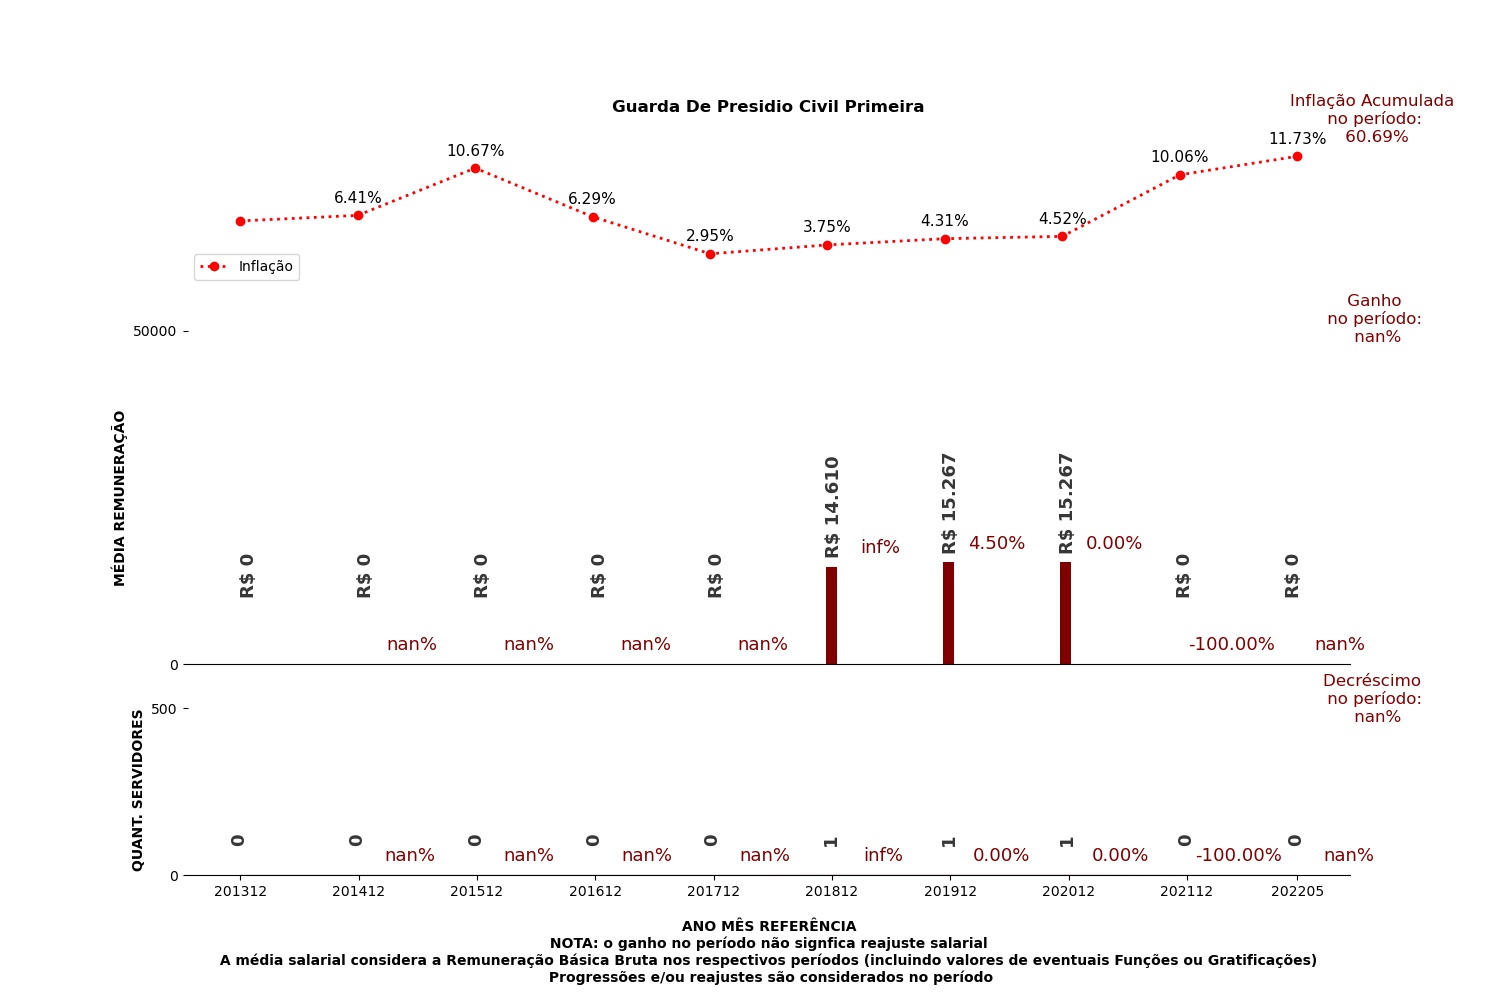 Guarda De Presidio Civil Primeira
Inflação Acumulada
no período:
60.69%
6.41%
10.67%
6.29%
2.95%
3.75%
4.31%
4.52%
10.06%
11.73%
Inflação
Ganho
no período:
nan%
50000
0
MÉDIA REMUNERAÇÃO
R$ 0
R$ 0
R$ 0
R$ 0
R$ 0
R$ 14.610
R$ 15.267
R$ 15.267
R$ 0
R$ 0
nan%
nan%
nan%
nan%
inf%
4.50%
0.00%
-100.00%
nan%
Decréscimo
no período:
nan%
500
0
QUANT. SERVIDORES
0
0
0
0
0
1
1
1
0
0
nan%
nan%
nan%
nan%
inf%
0.00%
0.00%
-100.00%
nan%
201312
201412
201512
201612
201712
201812
201912
202012
202112
202205
ANO MÊS REFERÊNCIA
NOTA: o ganho no período não signfica reajuste salarial
A média salarial considera a Remuneração Básica Bruta nos respectivos períodos (incluindo valores de eventuais Funções ou Gratificações)
Progressões e/ou reajustes são considerados no período